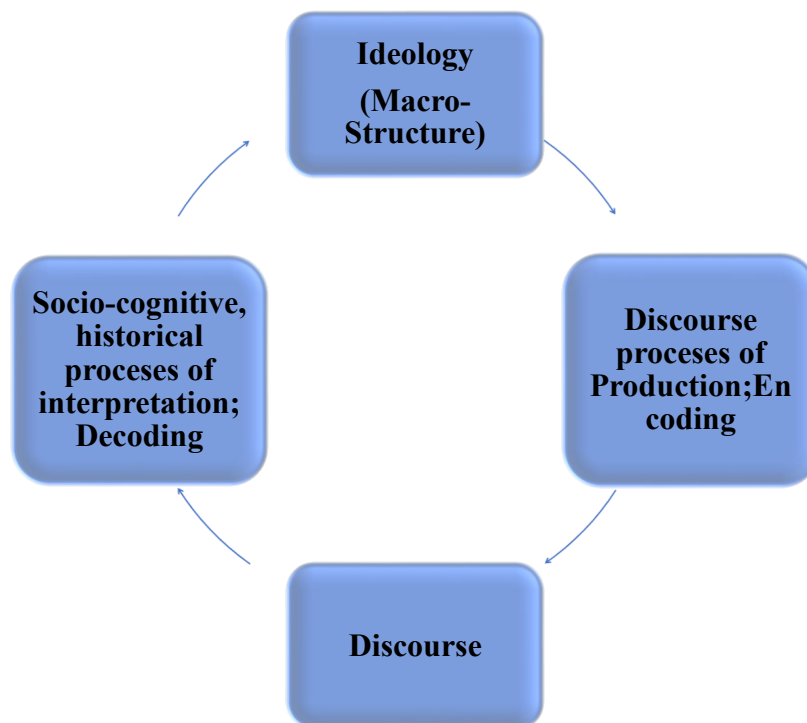 Ideology
(Macro-
Structure)
Socio-cognitive,
historical
proceses of
interpretation;
Decoding
Discourse
proceses of
Production;En
coding
Discourse